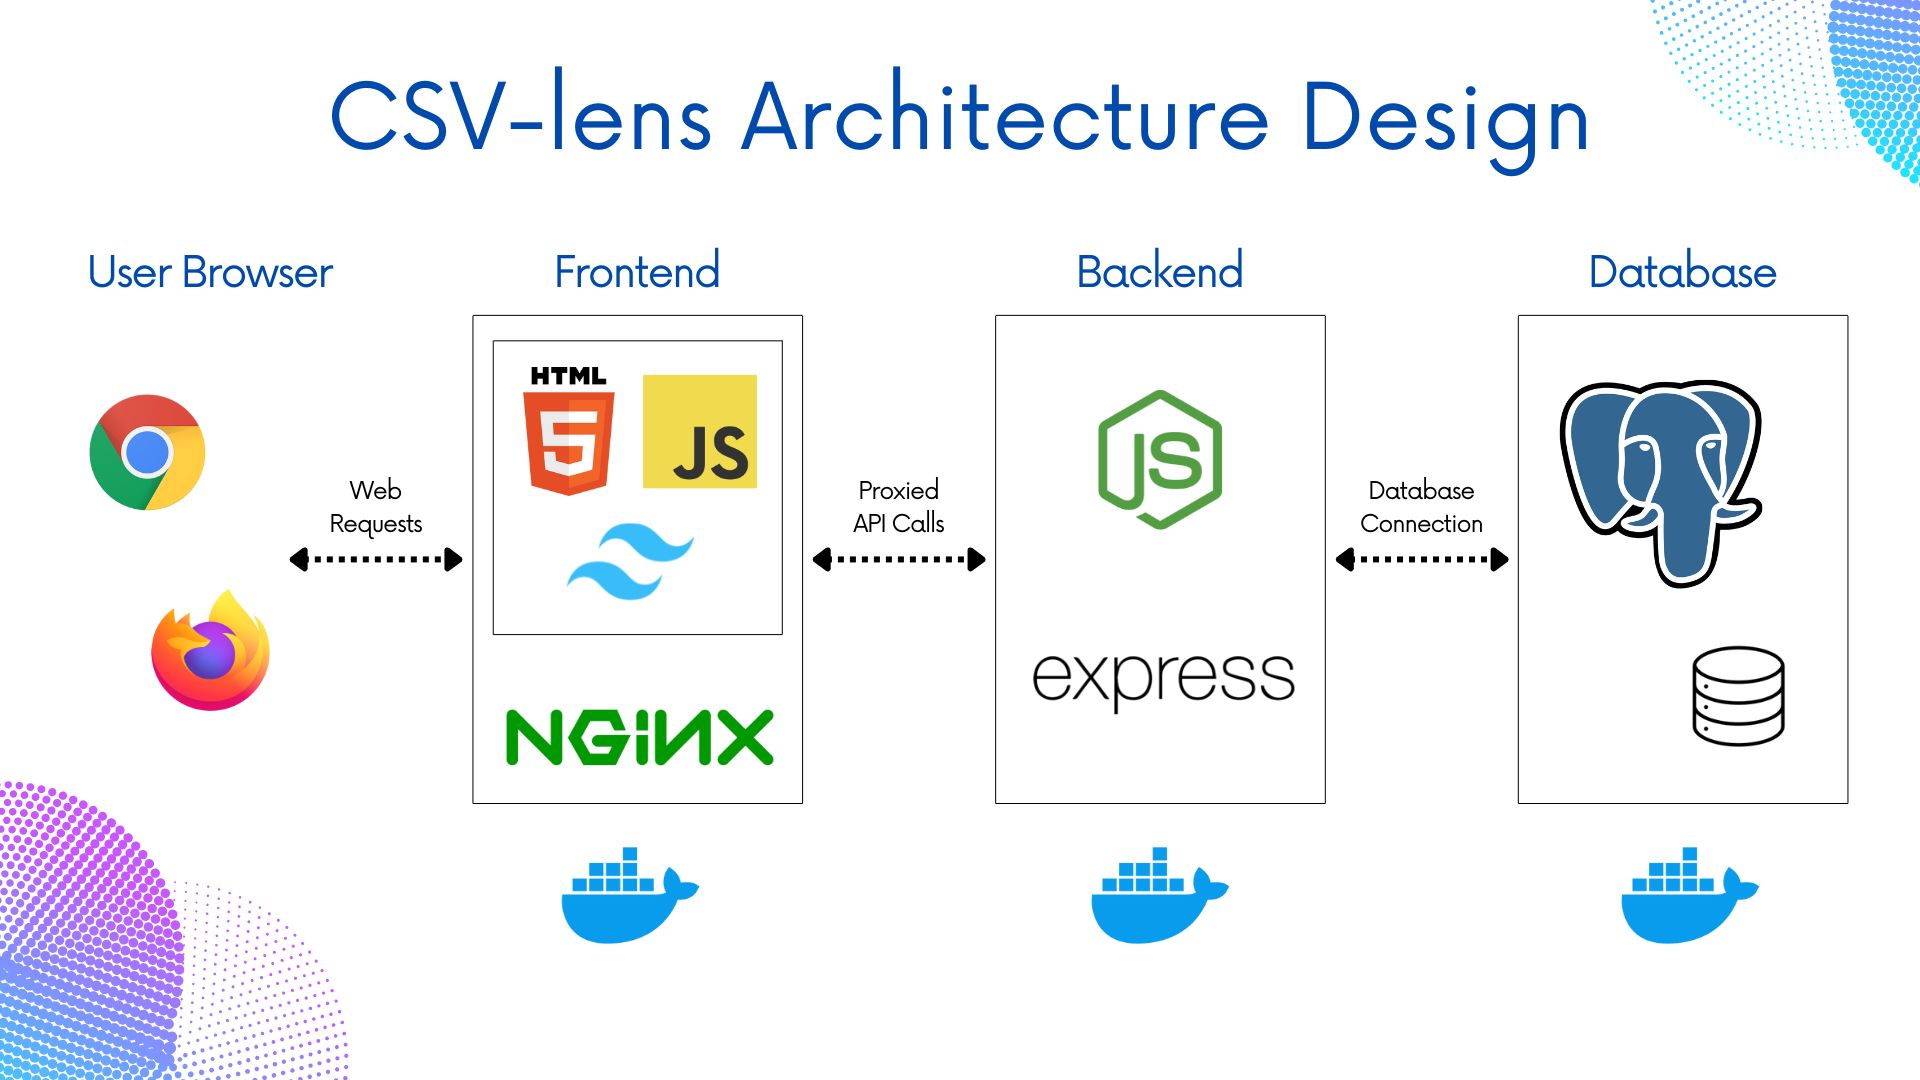 CSV-lens Architecture Design
User Browser
Frontend
Backend
Database
HTML
5
JS
Web
Requests
NGINX
Proxied
API Calls
JS
express
Database
Connection